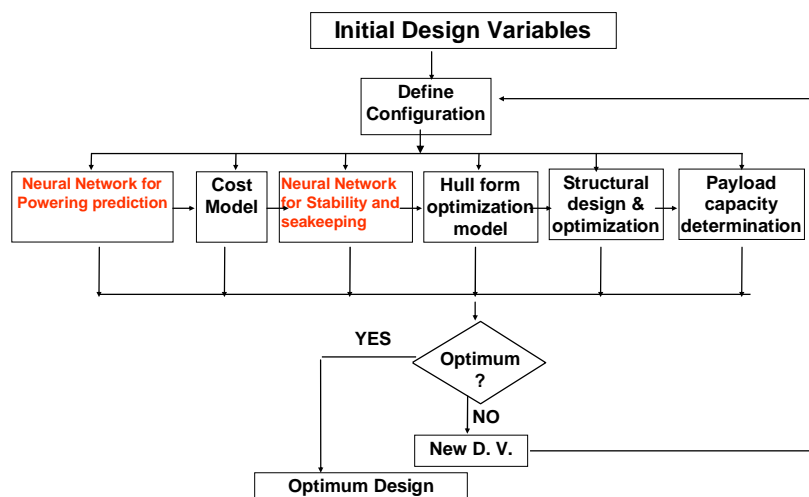 Initial Design Variables
Define
Configuration
Neural Network for
Powering prediction
Cost
Model
Neural Network
for Stability and
seakeeping
Hull form
optimization
model
Structural
design &
optimization
Payload
capacity
determination
YES
Optimum
?
NO
New D. V.
Optimum Design